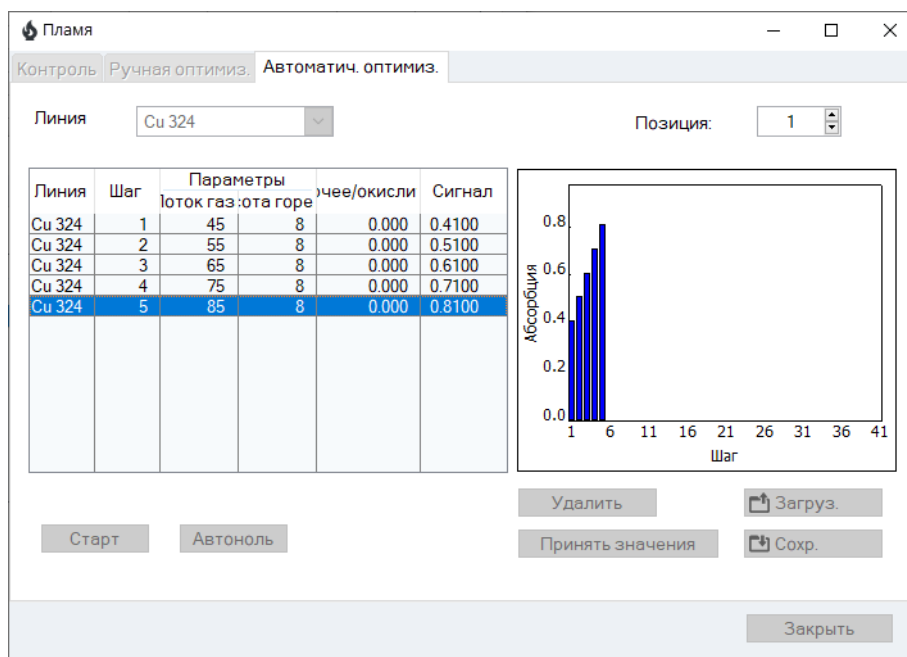 Пламя
Контроль Ручная оптимиз. Автоматич. оптимиз.
Линия Cu 324 Позиция: 1
Линия Шаг Параметры очее/окисли Сигнал
Поток газ сота горе
Cu 324 1 45 8 0.000 0.4100
Cu 324 2 55 8 0.000 0.5100
Cu 324 3 65 8 0.000 0.6100
Cu 324 4 75 8 0.000 0.7100
Cu 324 5 85 8 0.000 0.8100
Абсорбция
0.8
0.6
0.4
0.2
0.0
1 6 11 16 21 26 31 36 41
Шаг
Удалить Загруз.
Старт Автоноль Принять значения Сохр.
Закрыть